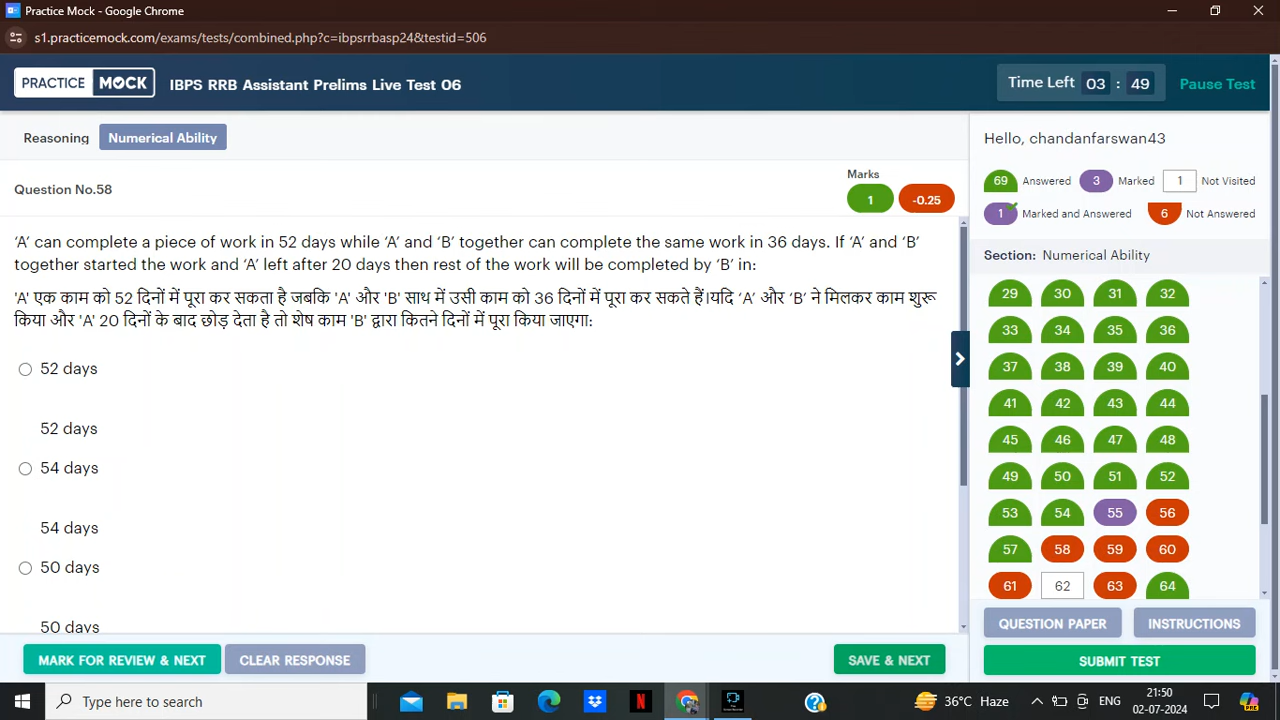 Practice Mock - Google Chrome
s1.practicemock.com/exams/tests/combined.php?c=ibpsrrbasp24&testid=506
PRACTICE MOCK IBPS RRB Assistant Prelims Live Test 06 Time Left 03 : 49 Pause Test
Reasoning Numerical Ability
Hello, chandanfarswan43
Question No.58
Marks
1 -0.25
69 Answered 3 Marked 1 Not Visited
1 Marked and Answered 6 Not Answered
‘A’ can complete a piece of work in 52 days while ‘A’ and ‘B’ together can complete the same work in 36 days. If ‘A’ and ‘B’
together started the work and ‘A’ left after 20 days then rest of the work will be completed by ‘B’ in:
'A' एक काम को 52 दिनों में पूरा कर सकता है जबकि 'A' और 'B' साथ में उसी काम को 36 दिनों में पूरा कर सकते हैं।यदि ‘A’ और ‘B’ ने मिलकर काम शुरू
किया और 'A' 20 दिनों के बाद छोड़ देता है तो शेष काम 'B' द्वारा कितने दिनों में पूरा किया जाएगा:
52 days
52 days
54 days
54 days
50 days
50 days
Section: Numerical Ability
29 30 31 32
33 34 35 36
37 38 39 40
41 42 43 44
45 46 47 48
49 50 51 52
53 54 55 56
57 58 59 60
61 62 63 64
QUESTION PAPER INSTRUCTIONS
MARK FOR REVIEW & NEXT CLEAR RESPONSE SAVE & NEXT SUBMIT TEST
Type here to search
36°C Haze ENG
21:50
02-07-2024